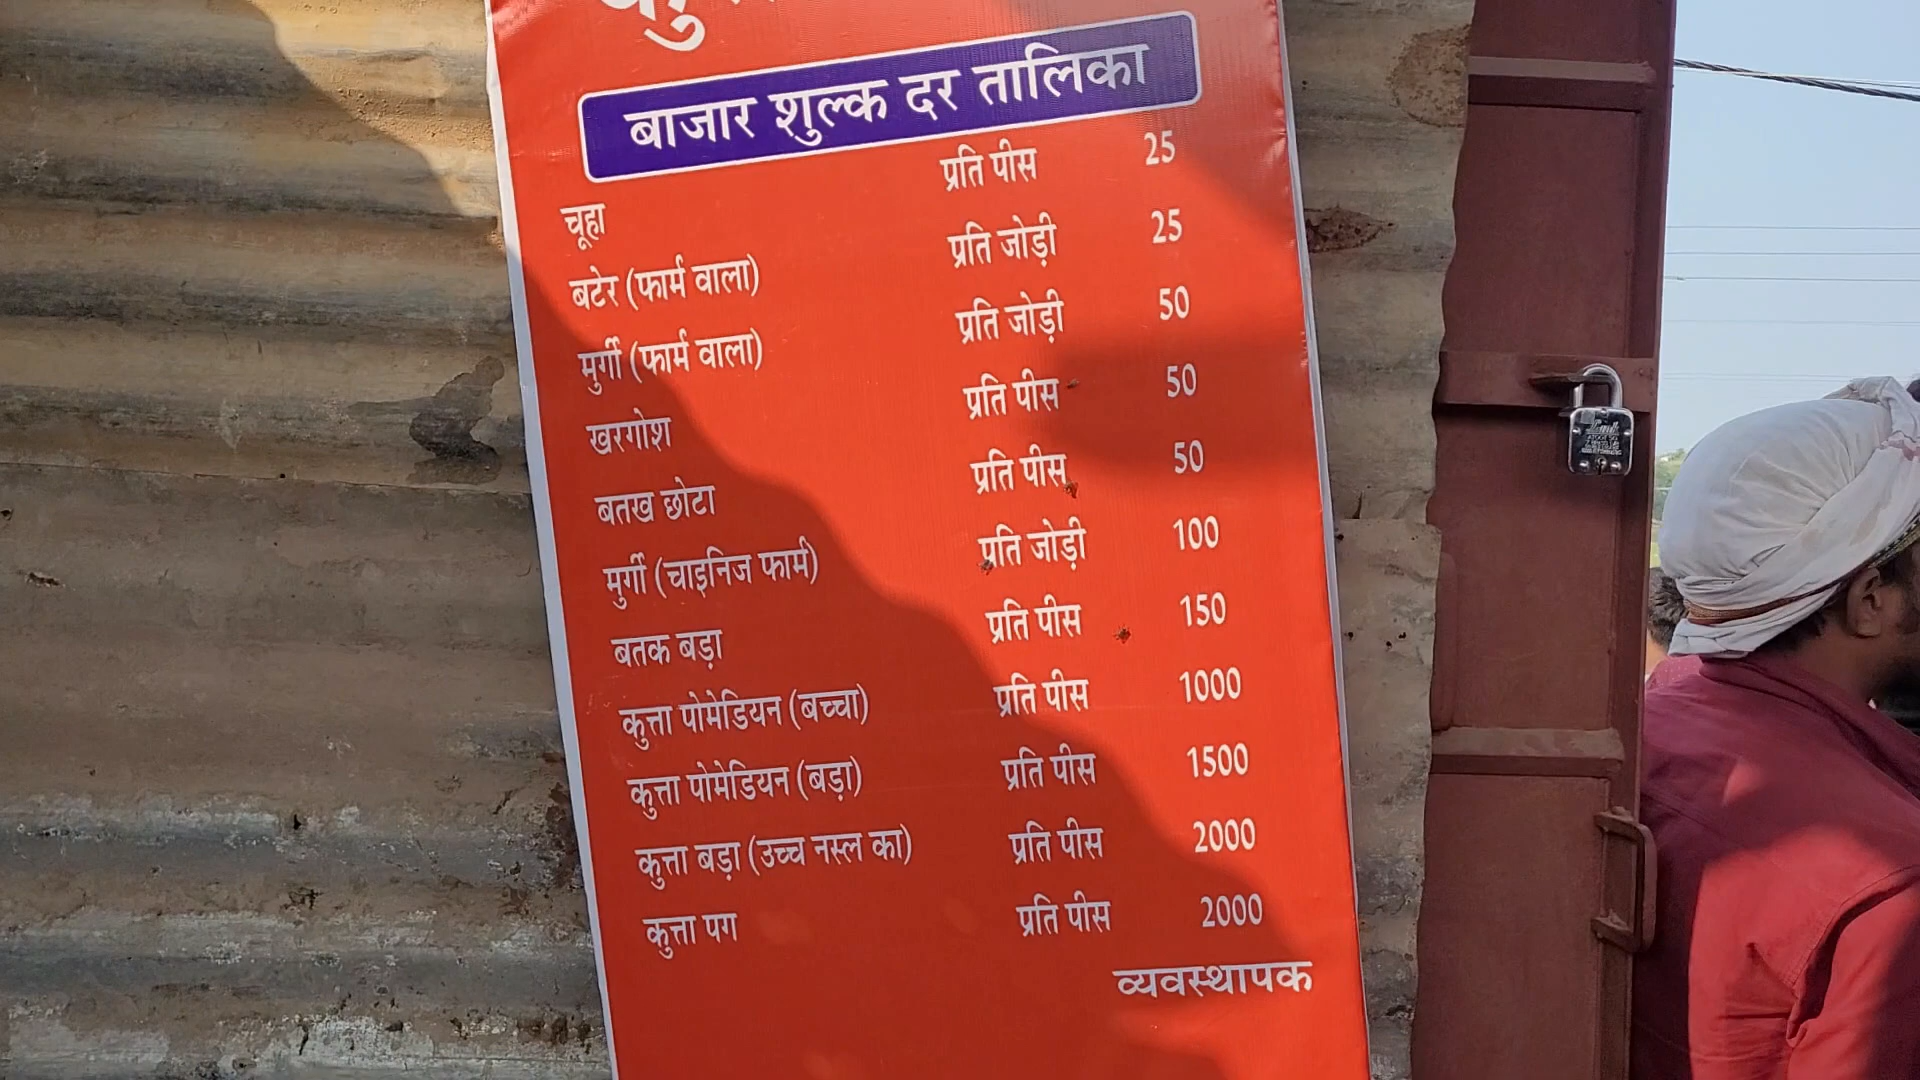 बाजार शुल्क दर तालिका
चूहा प्रति पीस 25
बटेर (फार्म वाला) प्रति जोड़ी 25
मुर्गी (फार्म वाला) प्रति जोड़ी 50
खरगोश प्रति पीस 50
बतख छोटा प्रति पीस 50
मुर्गी (चाइनिज फार्म) प्रति जोड़ी 100
बतक बड़ा प्रति पीस 150
कुत्ता पोमेडियन (बच्चा) प्रति पीस 1000
कुत्ता पोमेडियन (बड़ा) प्रति पीस 1500
कुत्ता बड़ा (उच्च नस्ल का) प्रति पीस 2000
कुत्ता पग प्रति पीस 2000
व्यवस्थापक